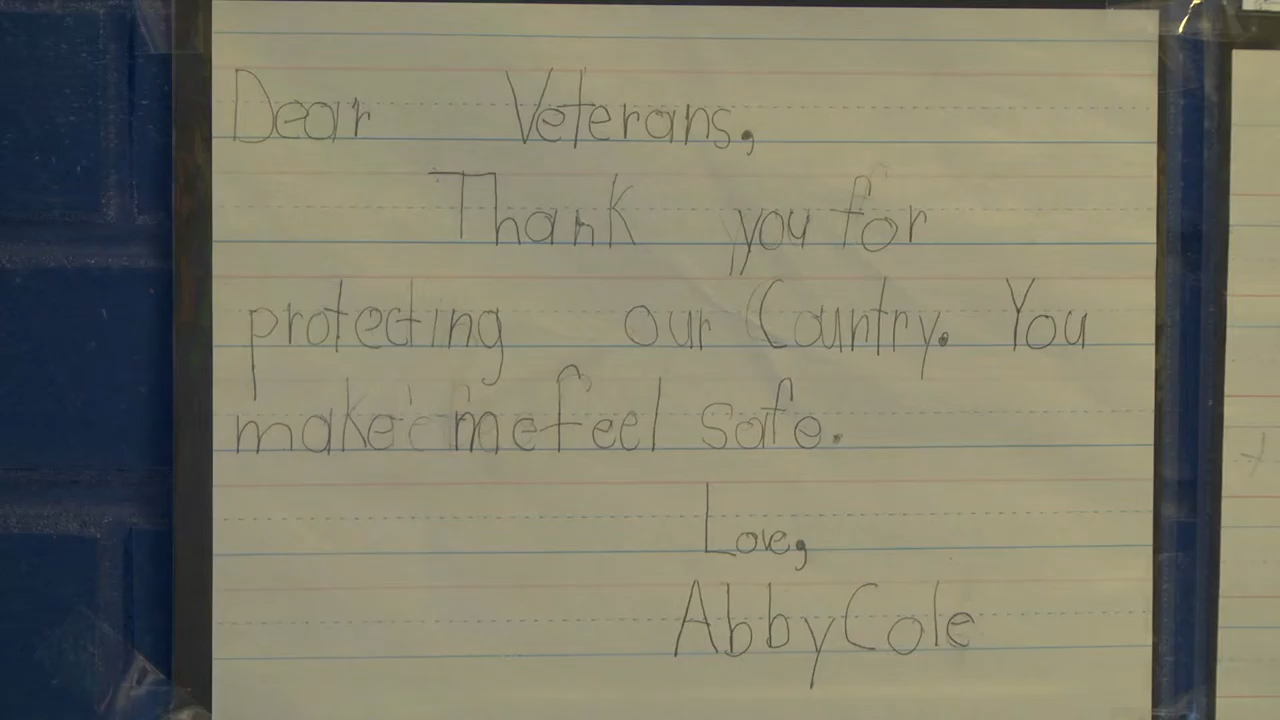 Dear Veterans,
Thank you for
protecting our Country. You
make me feel safe.
Love,
Abby Cole